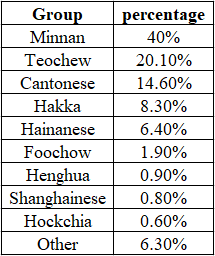 Group percentage
Minnan 40%
Teochew 20.10%
Cantonese 14.60%
Hakka 8.30%
Hainanese 6.40%
Foochow 1.90%
Henghua 0.90%
Shanghainese 0.80%
Hockchia 0.60%
Other 6.30%